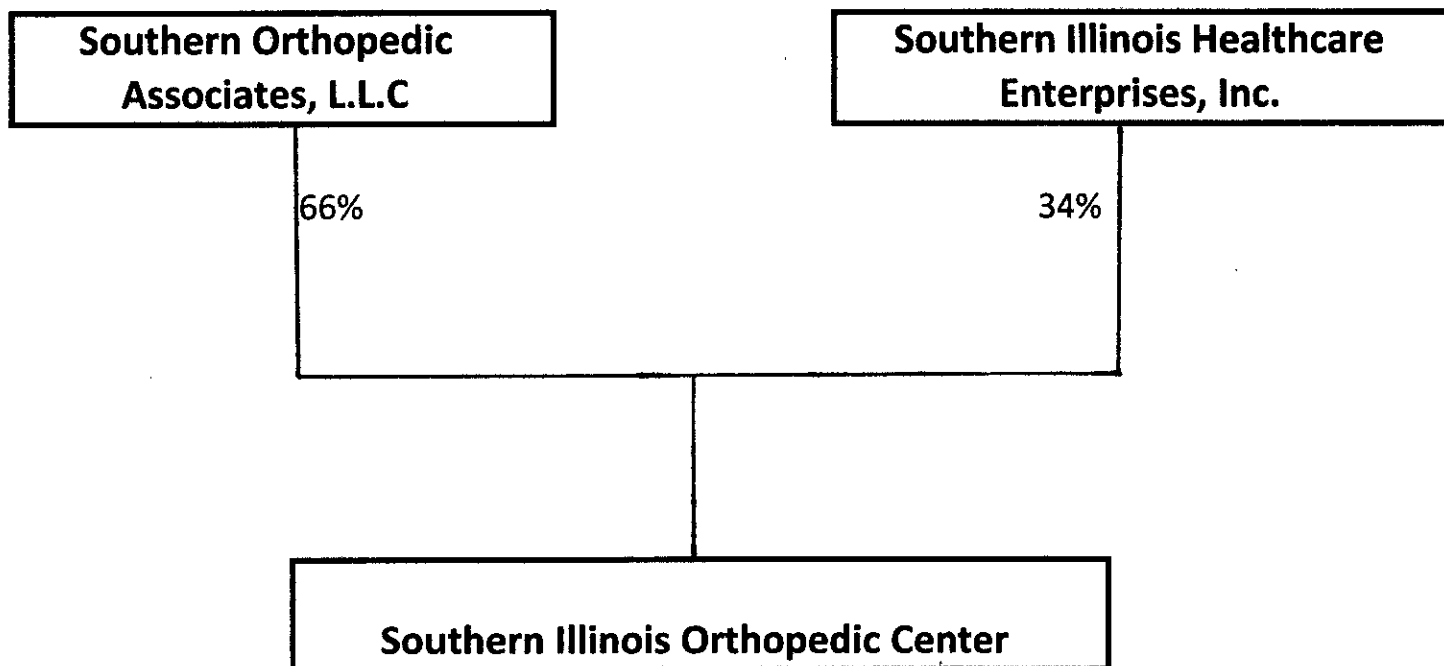 Southern Orthopedic
Associates, L.L.C
Southern Illinois Healthcare
Enterprises, Inc.
66%
34%
Southern Illinois Orthopedic Center